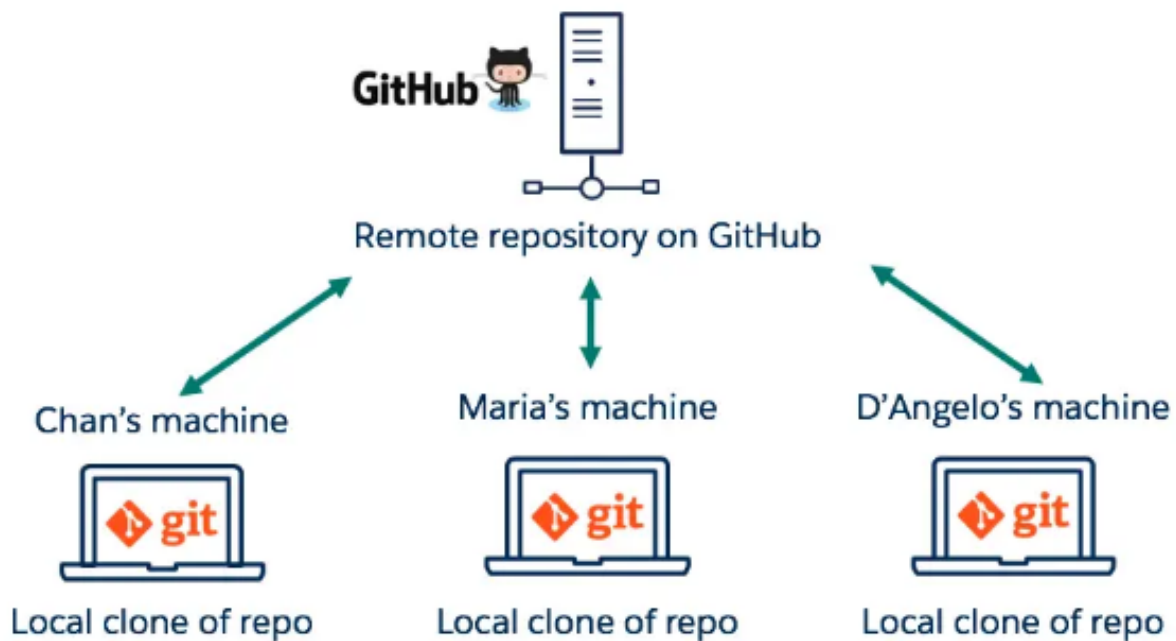 GitHub
Remote repository on GitHub
Chan's machine
Maria's machine
D'Angelo's machine
git
git
git
Local clone of repo
Local clone of repo
Local clone of repo